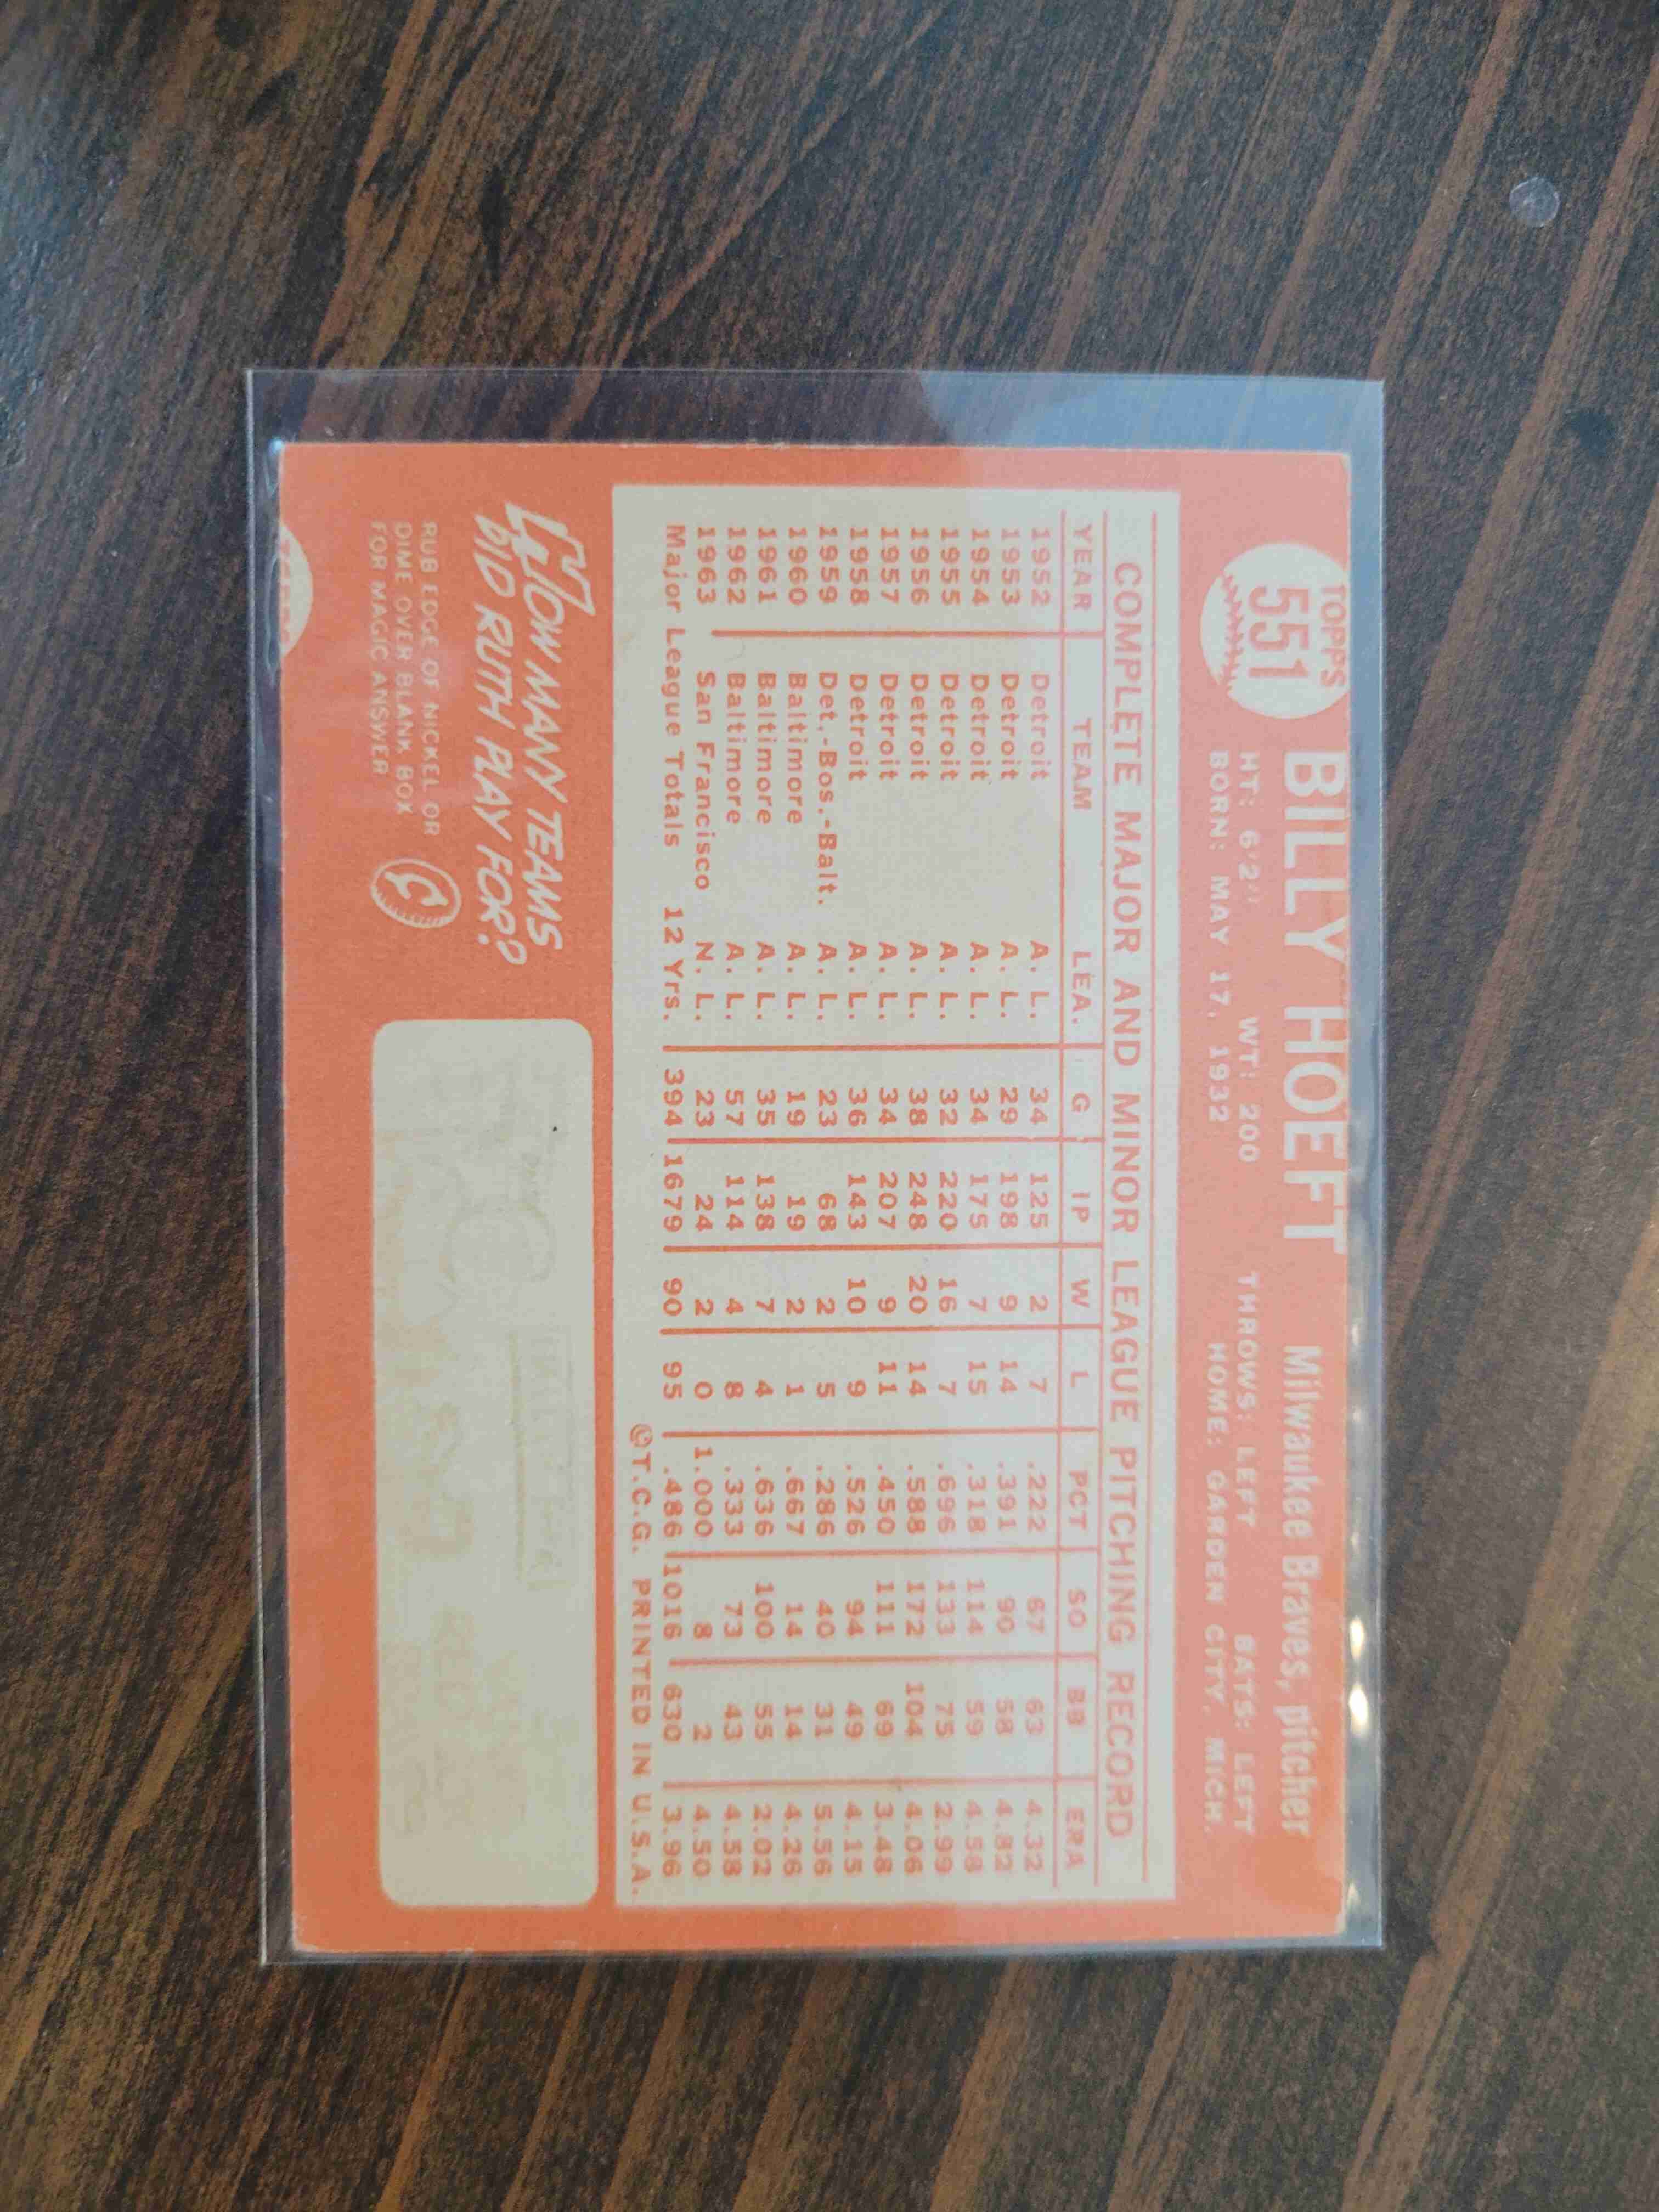 TOPPS
551
BILLY HOEFT Milwaukee Braves, pitcher
HT: 6'2" WT: 200 THROWS: LEFT BATS: LEFT
BORN: MAY 17, 1932 HOME: GARDEN CITY, MICH.
COMPLETE MAJOR AND MINOR LEAGUE PITCHING RECORD
YEAR TEAM LEA. G IP W L PCT SO BB ERA
1952 Detroit A. L. 34 125 2 7 .222 67 63 4.32
1953 Detroit A. L. 29 198 9 14 .391 90 58 4.82
1954 Detroit A. L. 34 175 7 15 .318 114 59 4.58
1955 Detroit A. L. 32 220 16 7 .696 133 75 2.99
1956 Detroit A. L. 38 248 20 14 .588 172 104 4.06
1957 Detroit A. L. 34 207 9 11 .450 111 69 3.48
1958 Detroit A. L. 36 143 10 9 .526 94 49 4.15
1959 Det.-Bos.-Balt. A. L. 23 68 2 5 .286 40 31 5.56
1960 Baltimore A. L. 19 19 2 1 .667 14 14 4.26
1961 Baltimore A. L. 35 138 7 4 .636 100 55 2.02
1962 Baltimore A. L. 57 114 4 8 .333 73 43 4.58
1963 San Francisco N. L. 23 24 2 0 1.000 8 2 4.50
Major League Totals 12 Yrs. 394 1679 90 95 .486 1016 630 3.96
©T.C.G. PRINTED IN U.S.A.
HOW MANY TEAMS
DID RUTH PLAY FOR?
RUB EDGE OF NICKEL OR
DIME OVER BLANK BOX
FOR MAGIC ANSWER